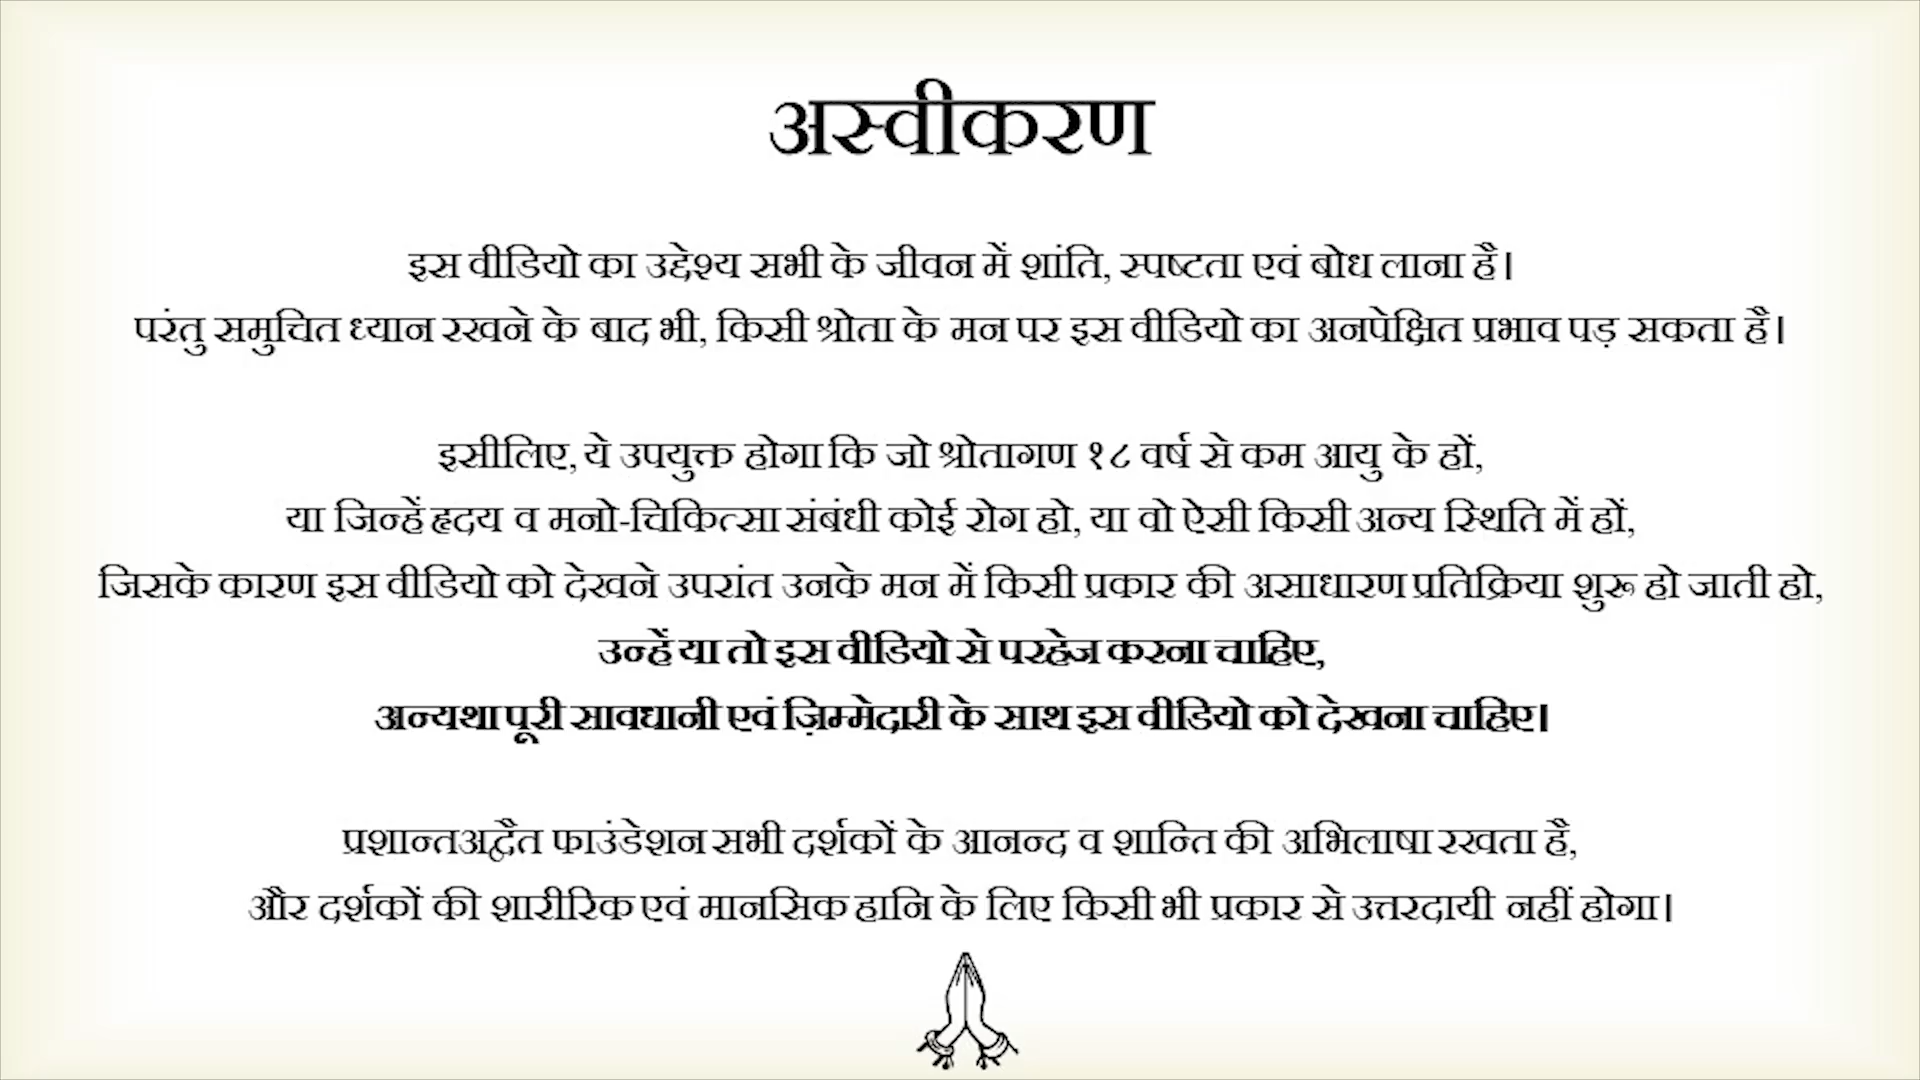 अस्वीकरण
इस वीडियो का उद्देश्य सभी के जीवन में शांति, स्पष्टता एवं बोध लाना है।
परंतु समुचित ध्यान रखने के बाद भी, किसी श्रोता के मन पर इस वीडियो का अनपेक्षित प्रभाव पड़ सकता है।
इसीलिए, ये उपयुक्त होगा कि जो श्रोतागण १८ वर्ष से कम आयु के हों,
या जिन्हें हृदय व मनो-चिकित्सा संबंधी कोई रोग हो, या वो ऐसी किसी अन्य स्थिति में हों,
जिसके कारण इस वीडियो को देखने उपरांत उनके मन में किसी प्रकार की असाधारण प्रतिक्रिया शुरू हो जाती हो,
उन्हें या तो इस वीडियो से परहेज करना चाहिए,
अन्यथा पूरी सावधानी एवं ज़िम्मेदारी के साथ इस वीडियो को देखना चाहिए।
प्रशान्तअद्वैत फाउंडेशन सभी दर्शकों के आनन्द व शान्ति की अभिलाषा रखता है,
और दर्शकों की शारीरिक एवं मानसिक हानि के लिए किसी भी प्रकार से उत्तरदायी नहीं होगा।